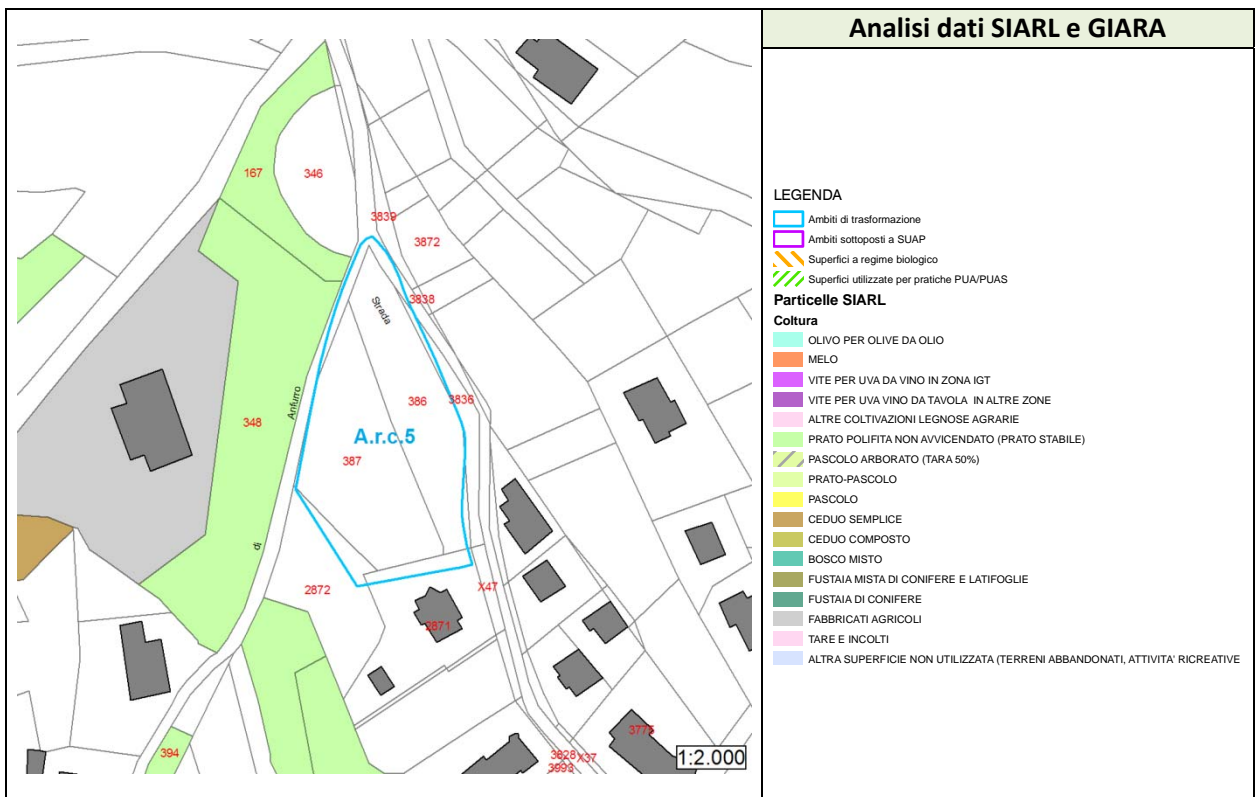 Analisi dati SIARL e GIARA
167
346
3839
3872
3838
Strada
Anfurro
386
3836
348
A.r.c.5
387
di
2872
X47
2871
394
3775
3628
X37
3993
1:2.000
LEGENDA
Ambiti di trasformazione
Ambiti sottoposti a SUAP
Superfici a regime biologico
Superfici utilizzate per pratiche PUA/PUAS
Particelle SIARL
Coltura
OLIVO PER OLIVE DA OLIO
MELO
VITE PER UVA DA VINO IN ZONA IGT
VITE PER UVA VINO DA TAVOLA IN ALTRE ZONE
ALTRE COLTIVAZIONI LEGNOSE AGRARIE
PRATO POLIFITA NON AVVICENDATO (PRATO STABILE)
PASCOLO ARBORATO (TARA 50%)
PRATO-PASCOLO
PASCOLO
CEDUO SEMPLICE
CEDUO COMPOSTO
BOSCO MISTO
FUSTAIA MISTA DI CONIFERE E LATIFOGLIE
FUSTAIA DI CONIFERE
FABBRICATI AGRICOLI
TARE E INCOLTI
ALTRA SUPERFICIE NON UTILIZZATA (TERRENI ABBANDONATI, ATTIVITA' RICREATIVE